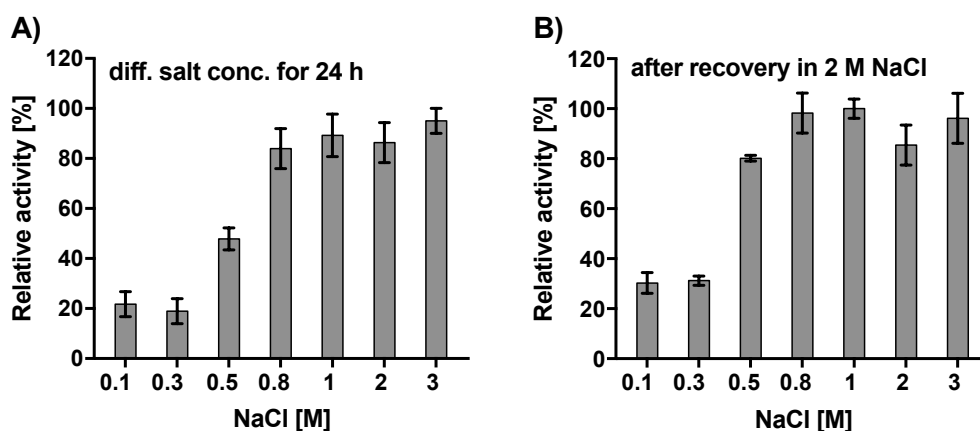 A)
diff. salt conc. for 24 h
Relative activity [%]
120
100
80
60
40
20
0
0.1 0.3 0.5 0.8 1 2 3
NaCl [M]
B)
after recovery in 2 M NaCl
Relative activity [%]
120
100
80
60
40
20
0
0.1 0.3 0.5 0.8 1 2 3
NaCl [M]